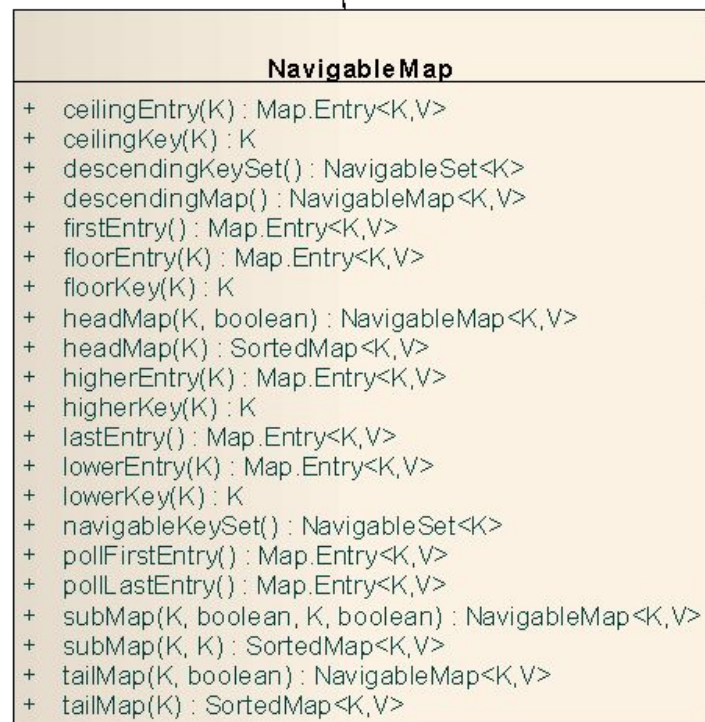 NavigableMap
+ ceilingEntry(K) : Map.Entry<K,V>
+ ceilingKey(K) : K
+ descendingKeySet() : NavigableSet<K>
+ descendingMap() : NavigableMap<K,V>
+ firstEntry() : Map.Entry<K,V>
+ floorEntry(K) : Map.Entry<K,V>
+ floorKey(K) : K
+ headMap(K, boolean) : NavigableMap<K,V>
+ headMap(K) : SortedMap<K,V>
+ higherEntry(K) : Map.Entry<K,V>
+ higherKey(K) : K
+ lastEntry() : Map.Entry<K,V>
+ lowerEntry(K) : Map.Entry<K,V>
+ lowerKey(K) : K
+ navigableKeySet() : NavigableSet<K>
+ pollFirstEntry() : Map.Entry<K,V>
+ pollLastEntry() : Map.Entry<K,V>
+ subMap(K, boolean, K, boolean) : NavigableMap<K,V>
+ subMap(K, K) : SortedMap<K,V>
+ tailMap(K, boolean) : NavigableMap<K,V>
+ tailMap(K) : SortedMap<K,V>